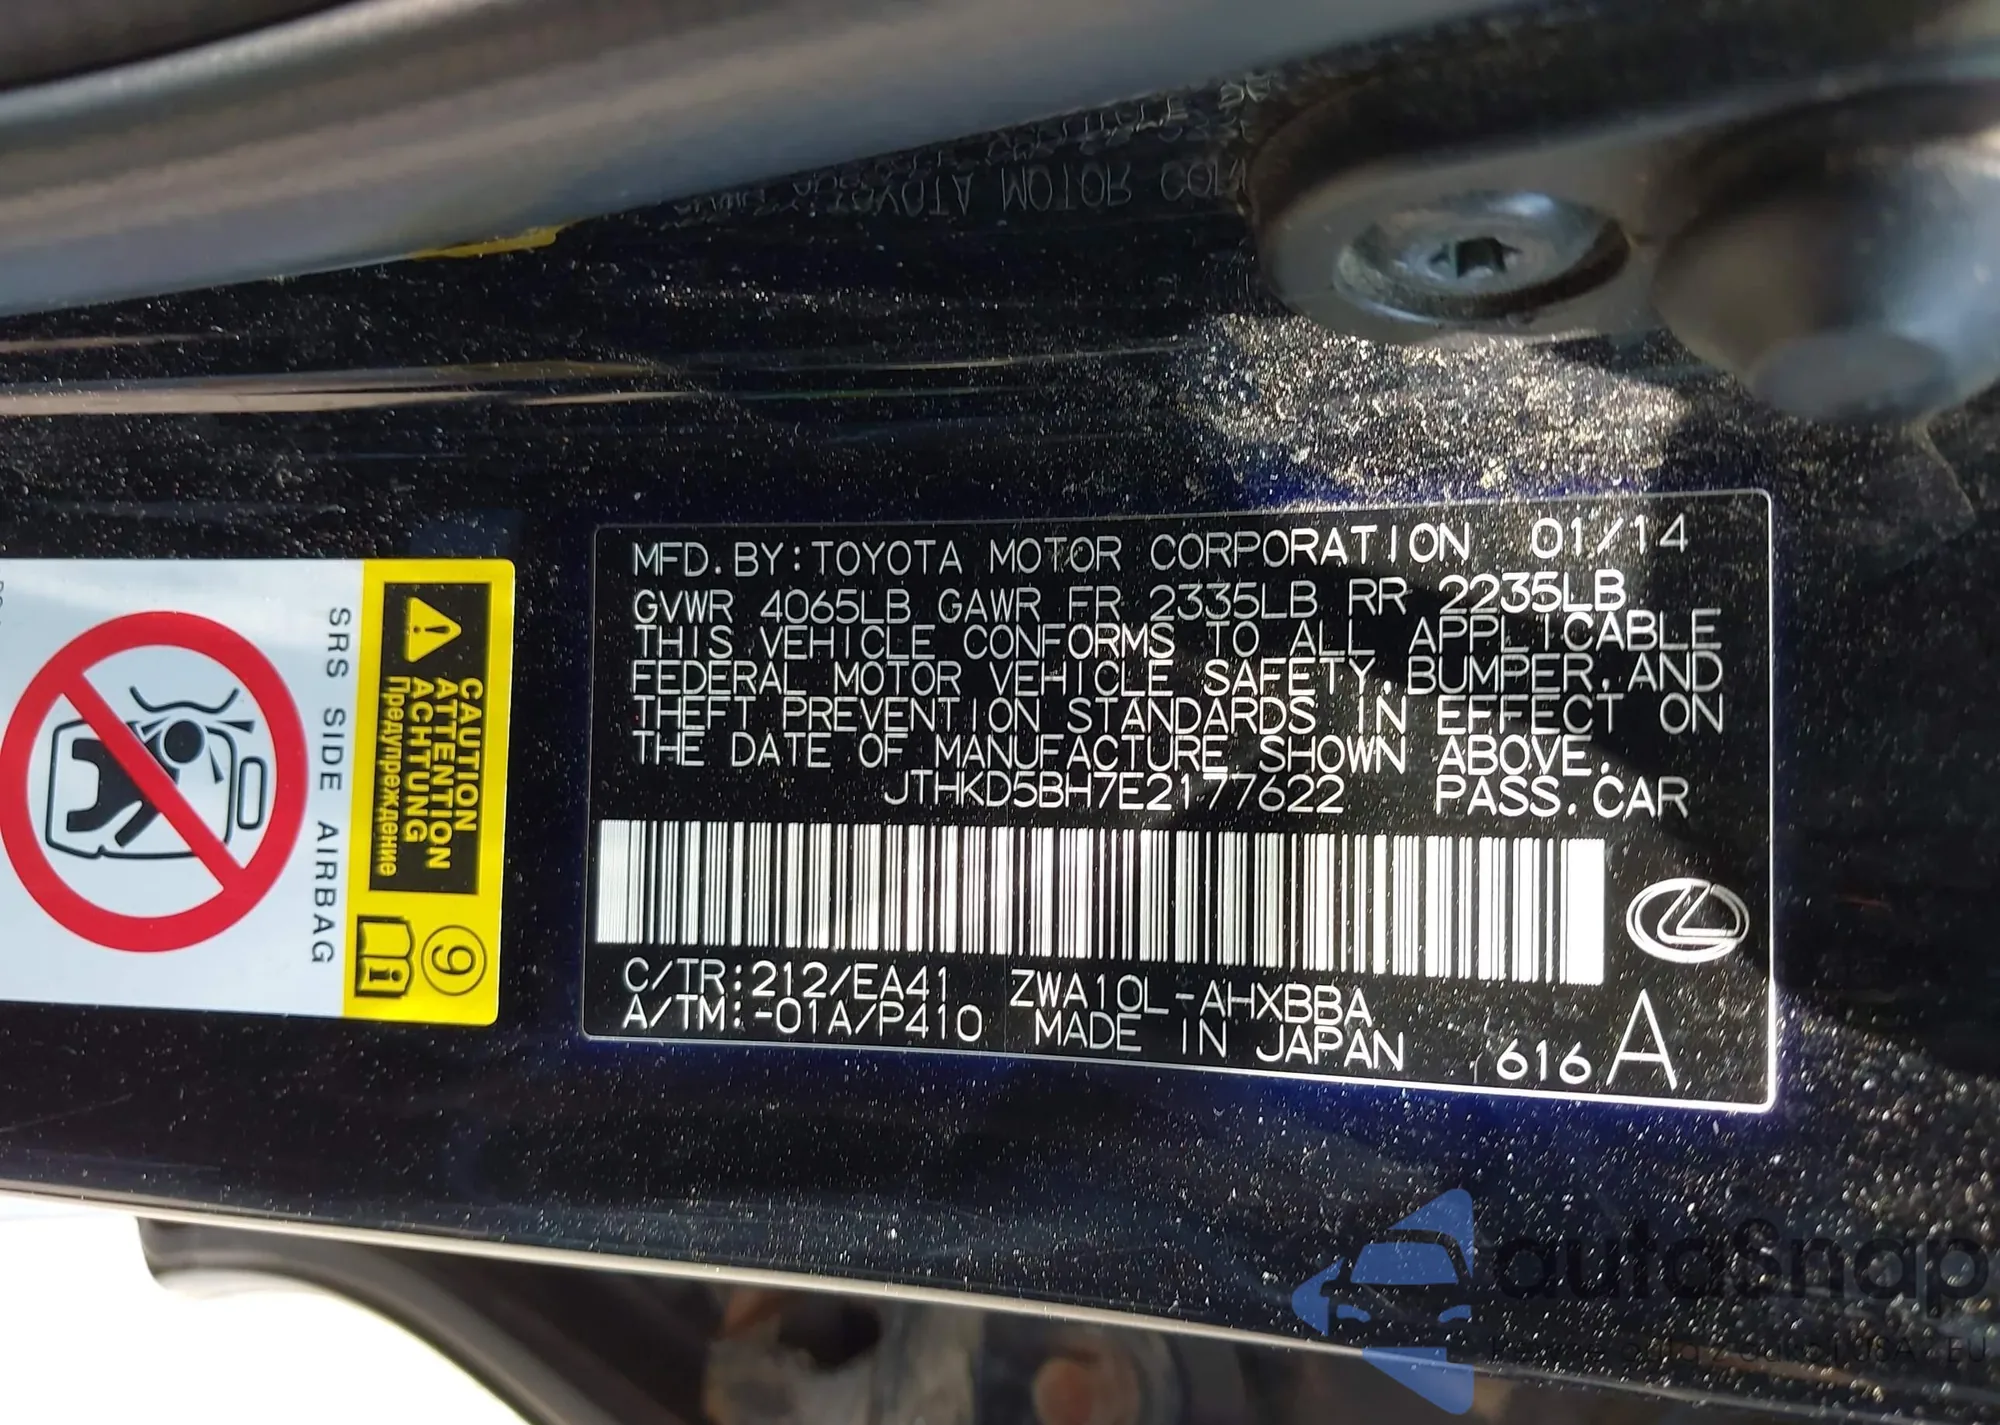 MFD. BY: TOYOTA MOTOR CORPORATION 01/14
GVWR 4065LB GAWR FR 2335LB RR 2235LB
THIS VEHICLE CONFORMS TO ALL APPLICABLE
FEDERAL MOTOR VEHICLE SAFETY, BUMPER, AND
THEFT PREVENTION STANDARDS IN EFFECT ON
THE DATE OF MANUFACTURE SHOWN ABOVE.
JTHKD5BH7E2177622 PASS. CAR
C/TR: 212/EA41 ZWA10L-AHXBBA
A/TM: -01A/P410 MADE IN JAPAN 616 A
CAUTION
ATTENTION
ACHTUNG
Предупреждение
9
SRS SIDE AIRBAG
autoSnap